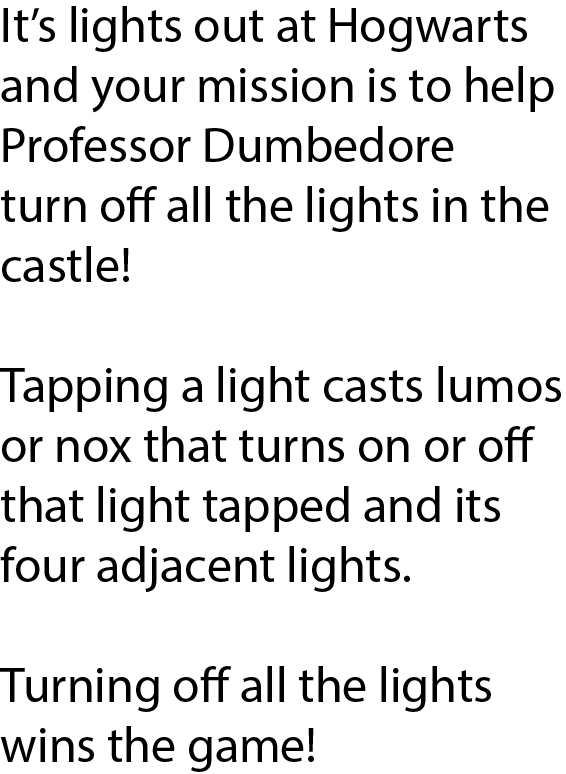 It’s lights out at Hogwarts
and your mission is to help
Professor Dumbedore
turn off all the lights in the
castle!

Tapping a light casts lumos
or nox that turns on or off
that light tapped and its
four adjacent lights.

Turning off all the lights
wins the game!